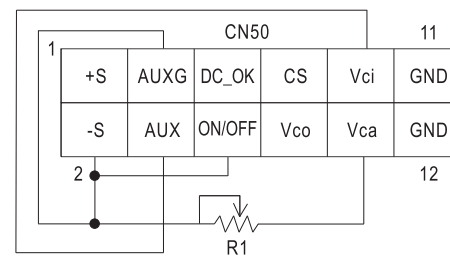 CN50
1
11
+S AUXG DC_OK CS Vci GND
-S AUX ON/OFF Vco Vca GND
2
12
R1